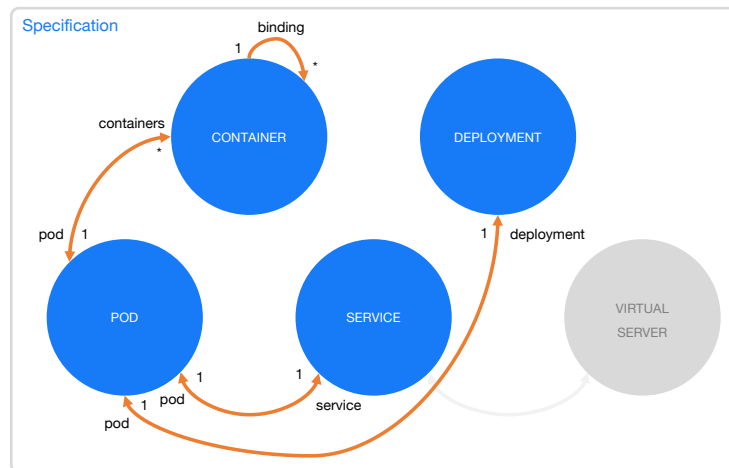 Specification
binding
1
*
containers
*
CONTAINER
DEPLOYMENT
pod
1
1
deployment
POD
SERVICE
VIRTUAL
SERVER
1
pod
1
service
1
pod